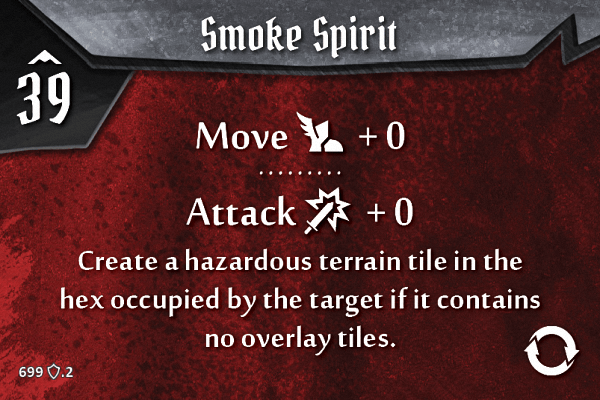 Smoke Spirit
39
Move + 0
Attack + 0
Create a hazardous terrain tile in the
hex occupied by the target if it contains
no overlay tiles.
699 .2